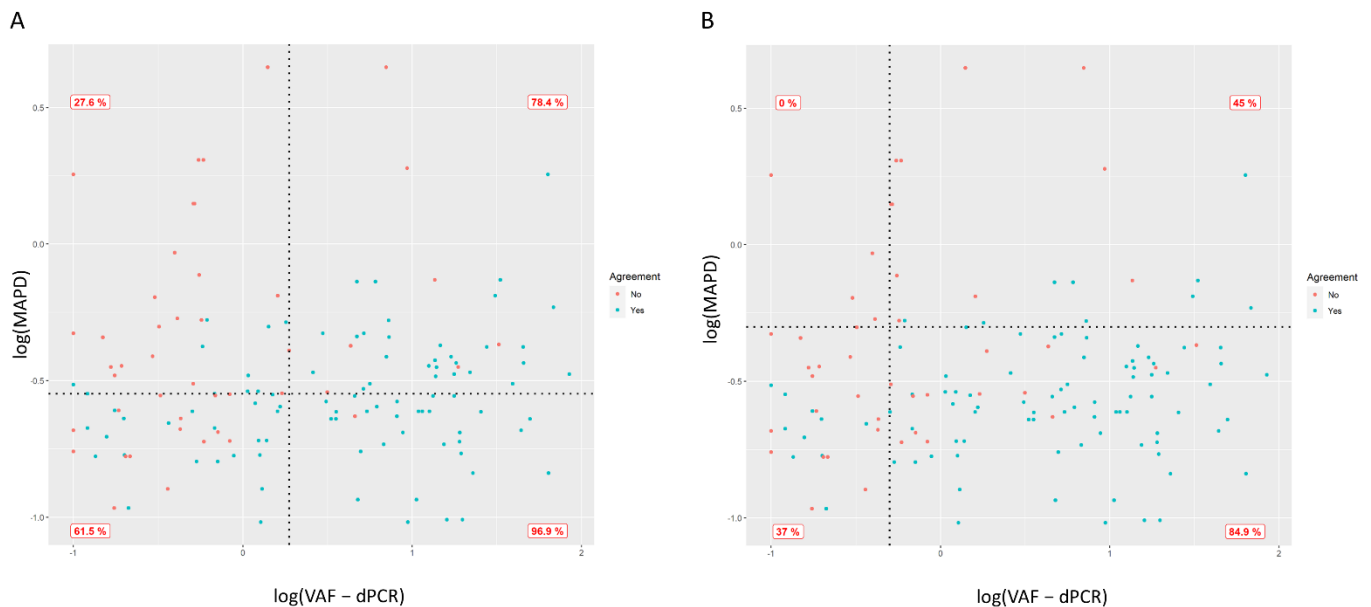 A
B
27.6 %
78.4 %
0 %
45 %
0.5
0.0
-0.5
-1.0
log(MAPD)
61.5 %
96.9 %
-1
0
1
2
log(VAF − dPCR)
Agreement
No
Yes
0.5
0.0
-0.5
-1.0
log(MAPD)
37 %
84.9 %
-1
0
1
2
log(VAF − dPCR)
Agreement
No
Yes